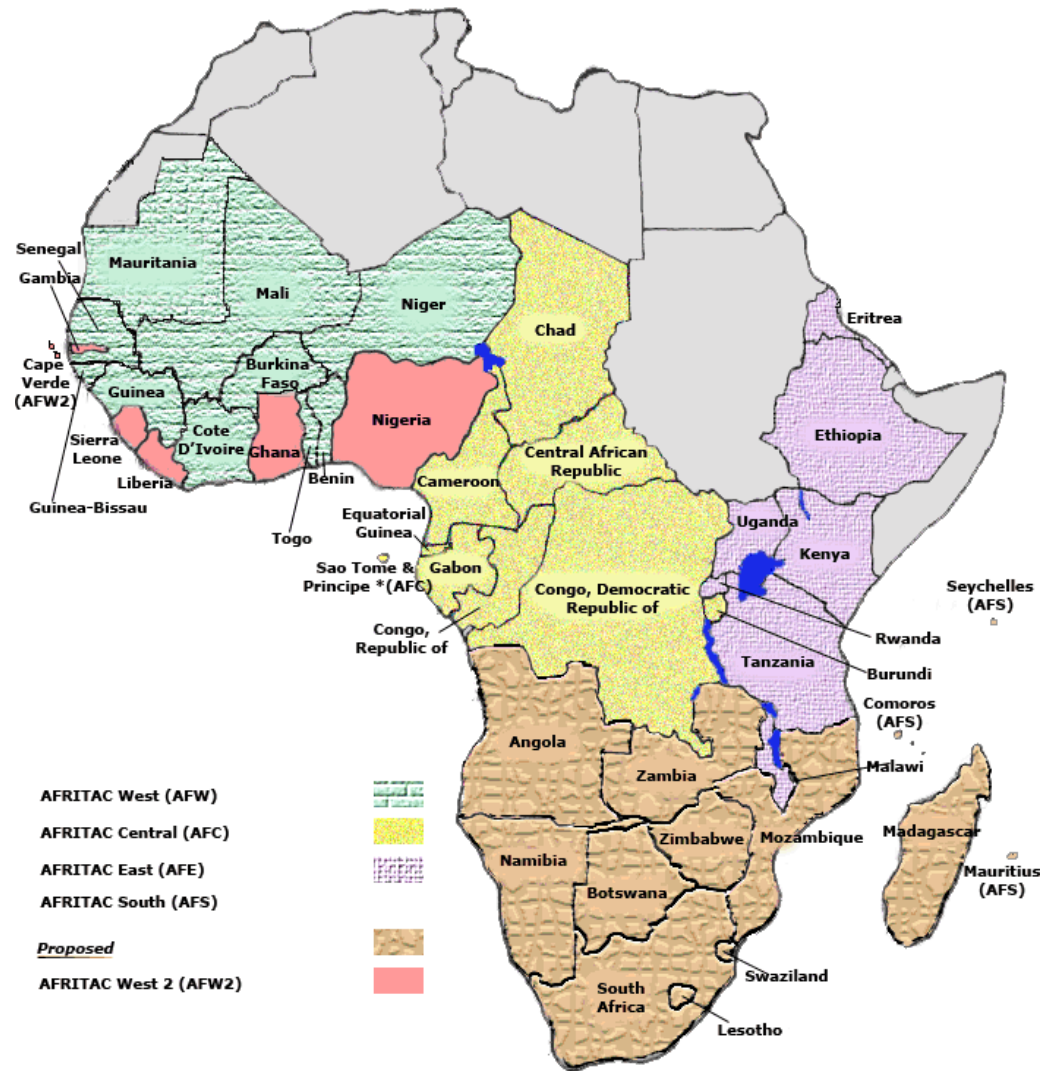 Senegal
Gambia
Mauritania
Mali
Niger
Chad
Eritrea
Cape
Verde
(AFW2)
Burkina
Faso
Guinea
Nigeria
Ethiopia
Cote
D'Ivoire
Ghana
Central African
Republic
Sierra
Leone
Liberia
Benin
Cameroon
Guinea-Bissau
Togo
Equatorial
Guinea
Uganda
Kenya
Sao Tome &
Principe *(AFC)
Gabon
Congo, Democratic
Republic of
Seychelles
(AFS)
Congo,
Republic of
Rwanda
Tanzania
Burundi
Comoros
(AFS)
Angola
Malawi
Zambia
AFRITAC West (AFW)
AFRITAC Central (AFC)
AFRITAC East (AFE)
AFRITAC South (AFS)
Proposed
AFRITAC West 2 (AFW2)
Zimbabwe
Mozambique
Madagascar
Namibia
Mauritius
(AFS)
Botswana
Swaziland
South
Africa
Lesotho